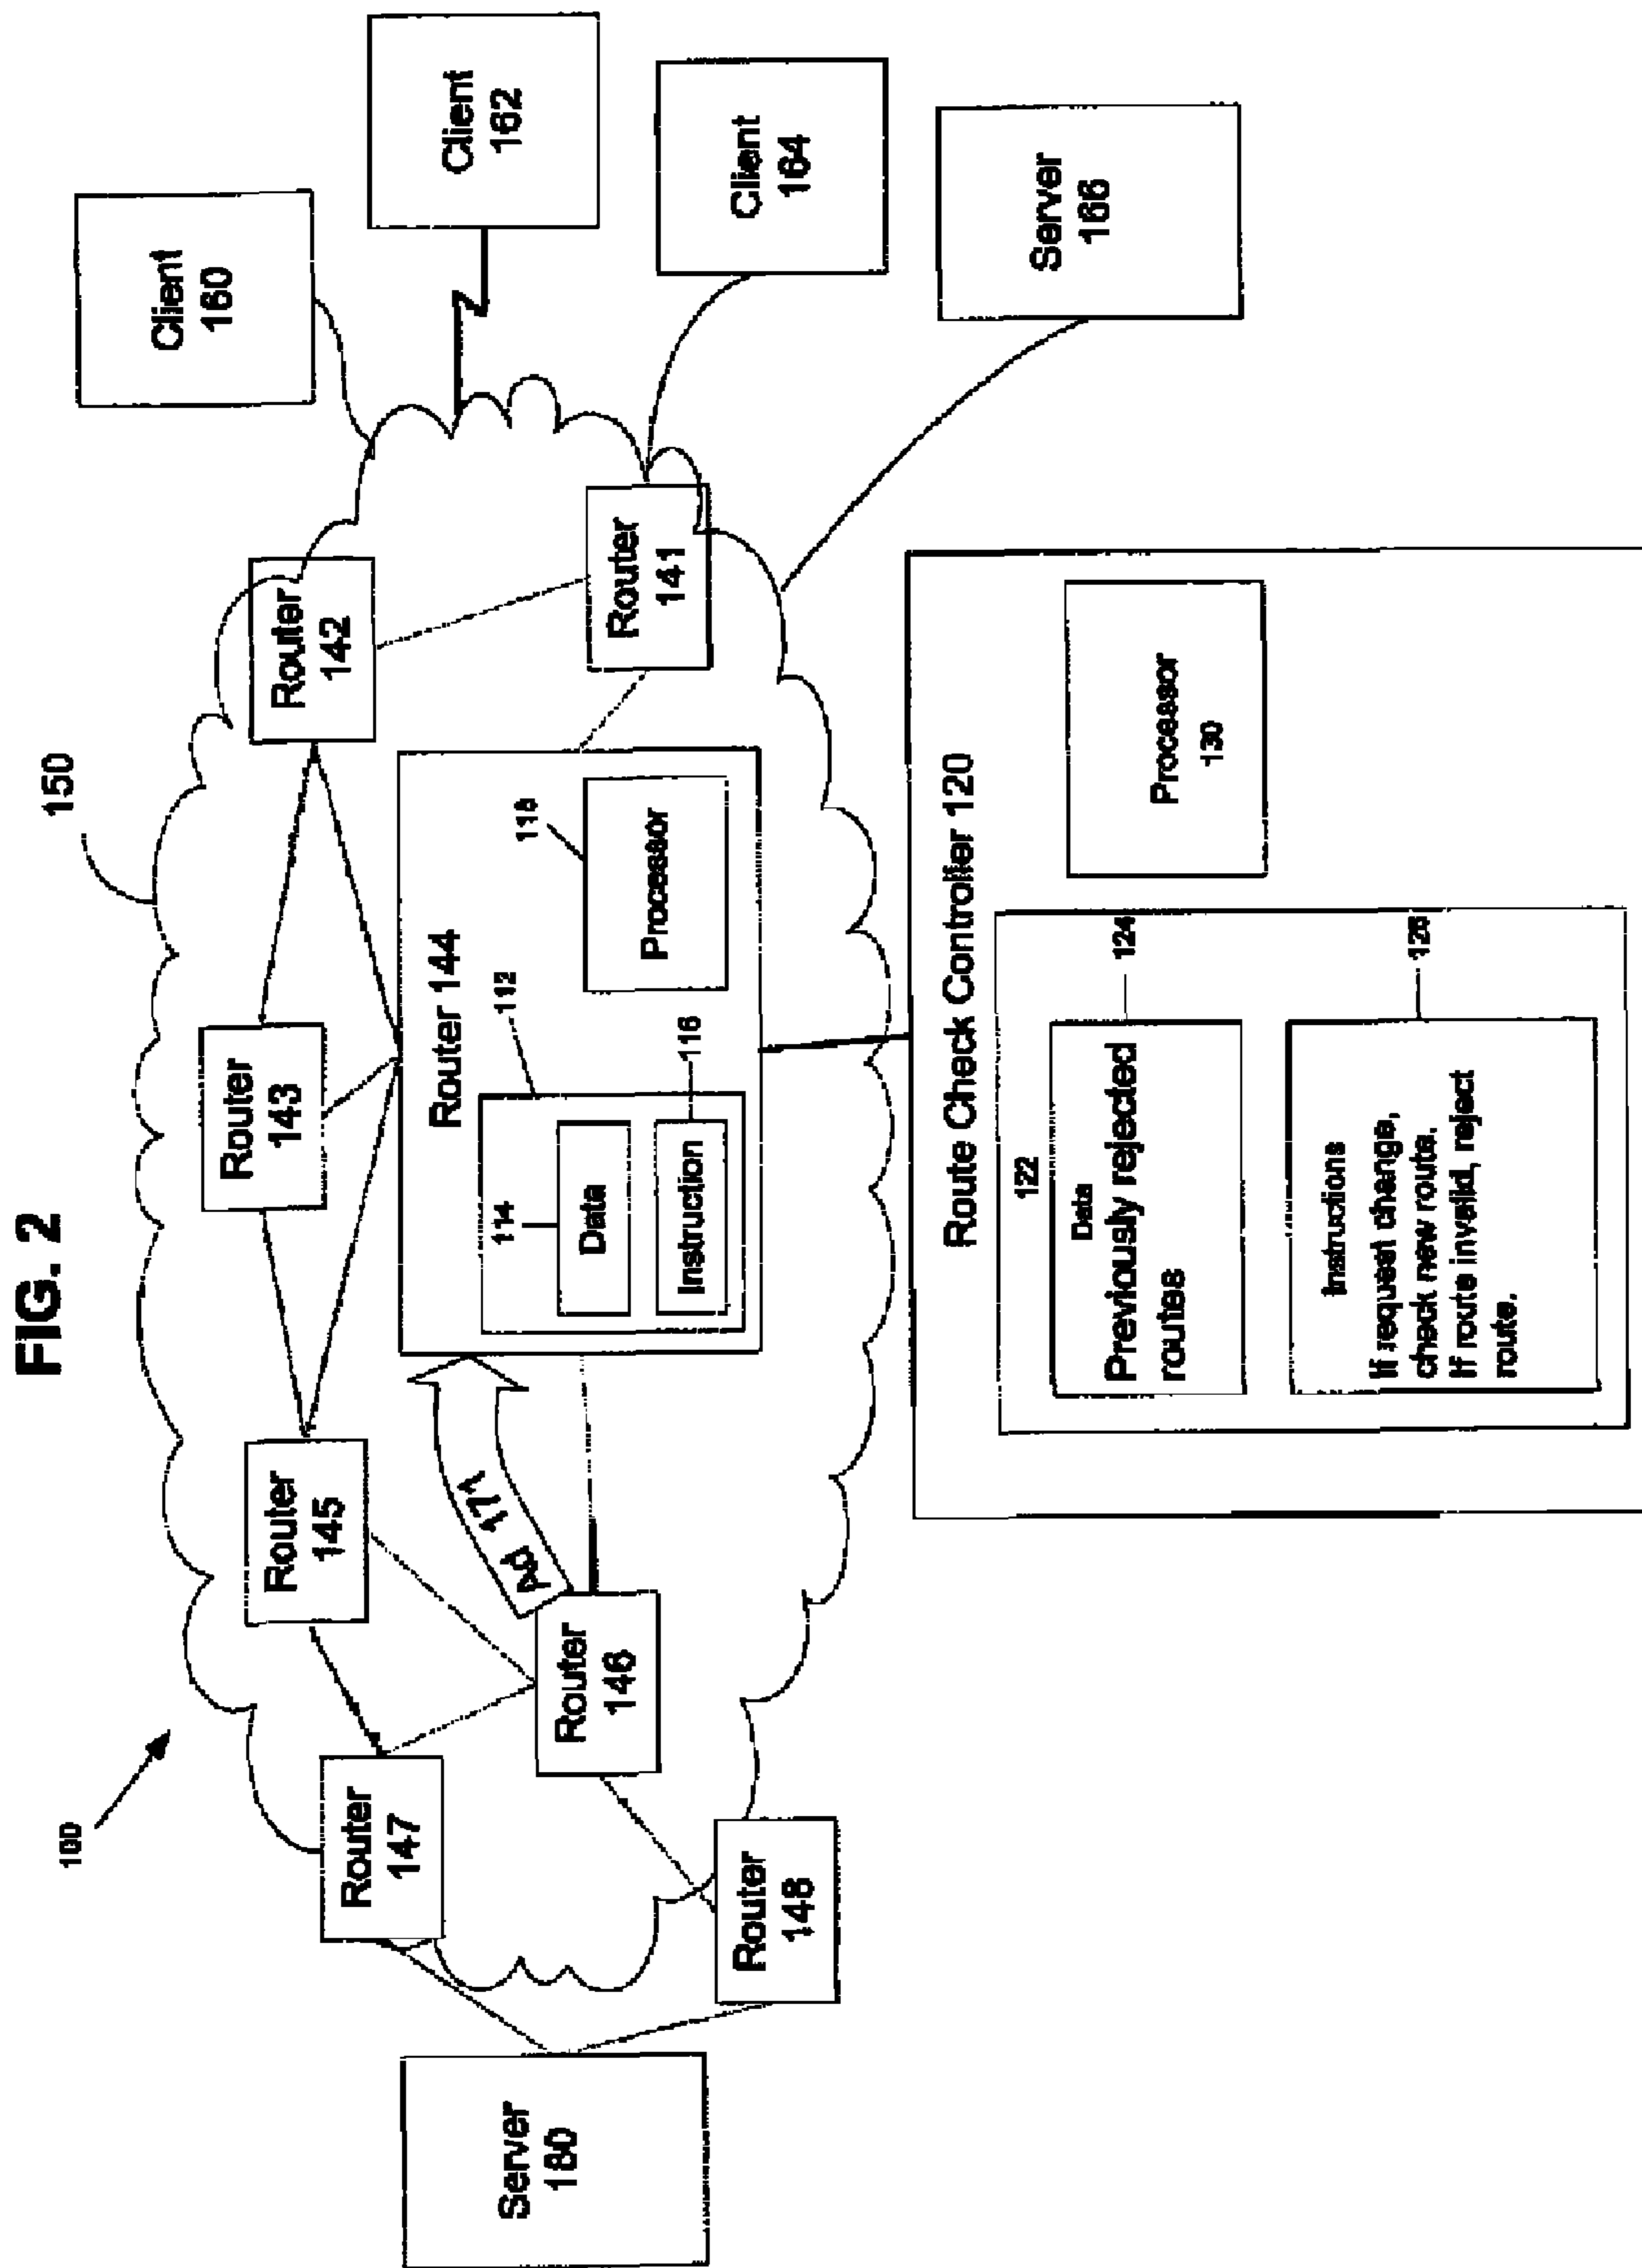 FIG. 2
100
150
Server
180
Router
147
Router
148
Router
145
Router
146
Ad 171
Router
143
Router
142
Router
141
Router 144
112
114
Data
116
Instruction
118
Processor
Client
160
Client
162
Client
164
Server
166
Route Check Controller 120
122
Data
Previously rejected
routes
124
Instructions
If request change,
check new route.
If route invalid, reject
route.
126
Processor
130